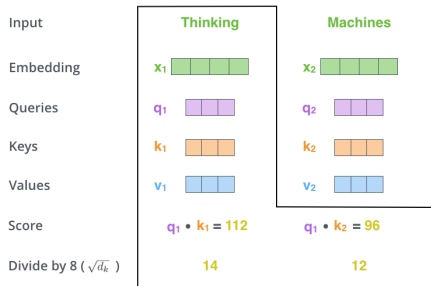 Input Thinking Machines
Embedding x₁ x₂
Queries q₁ q₂
Keys k₁ k₂
Values v₁ v₂
Score q₁ • k₁ = 112 q₁ • k₂ = 96
Divide by 8 ( √dₖ ) 14 12